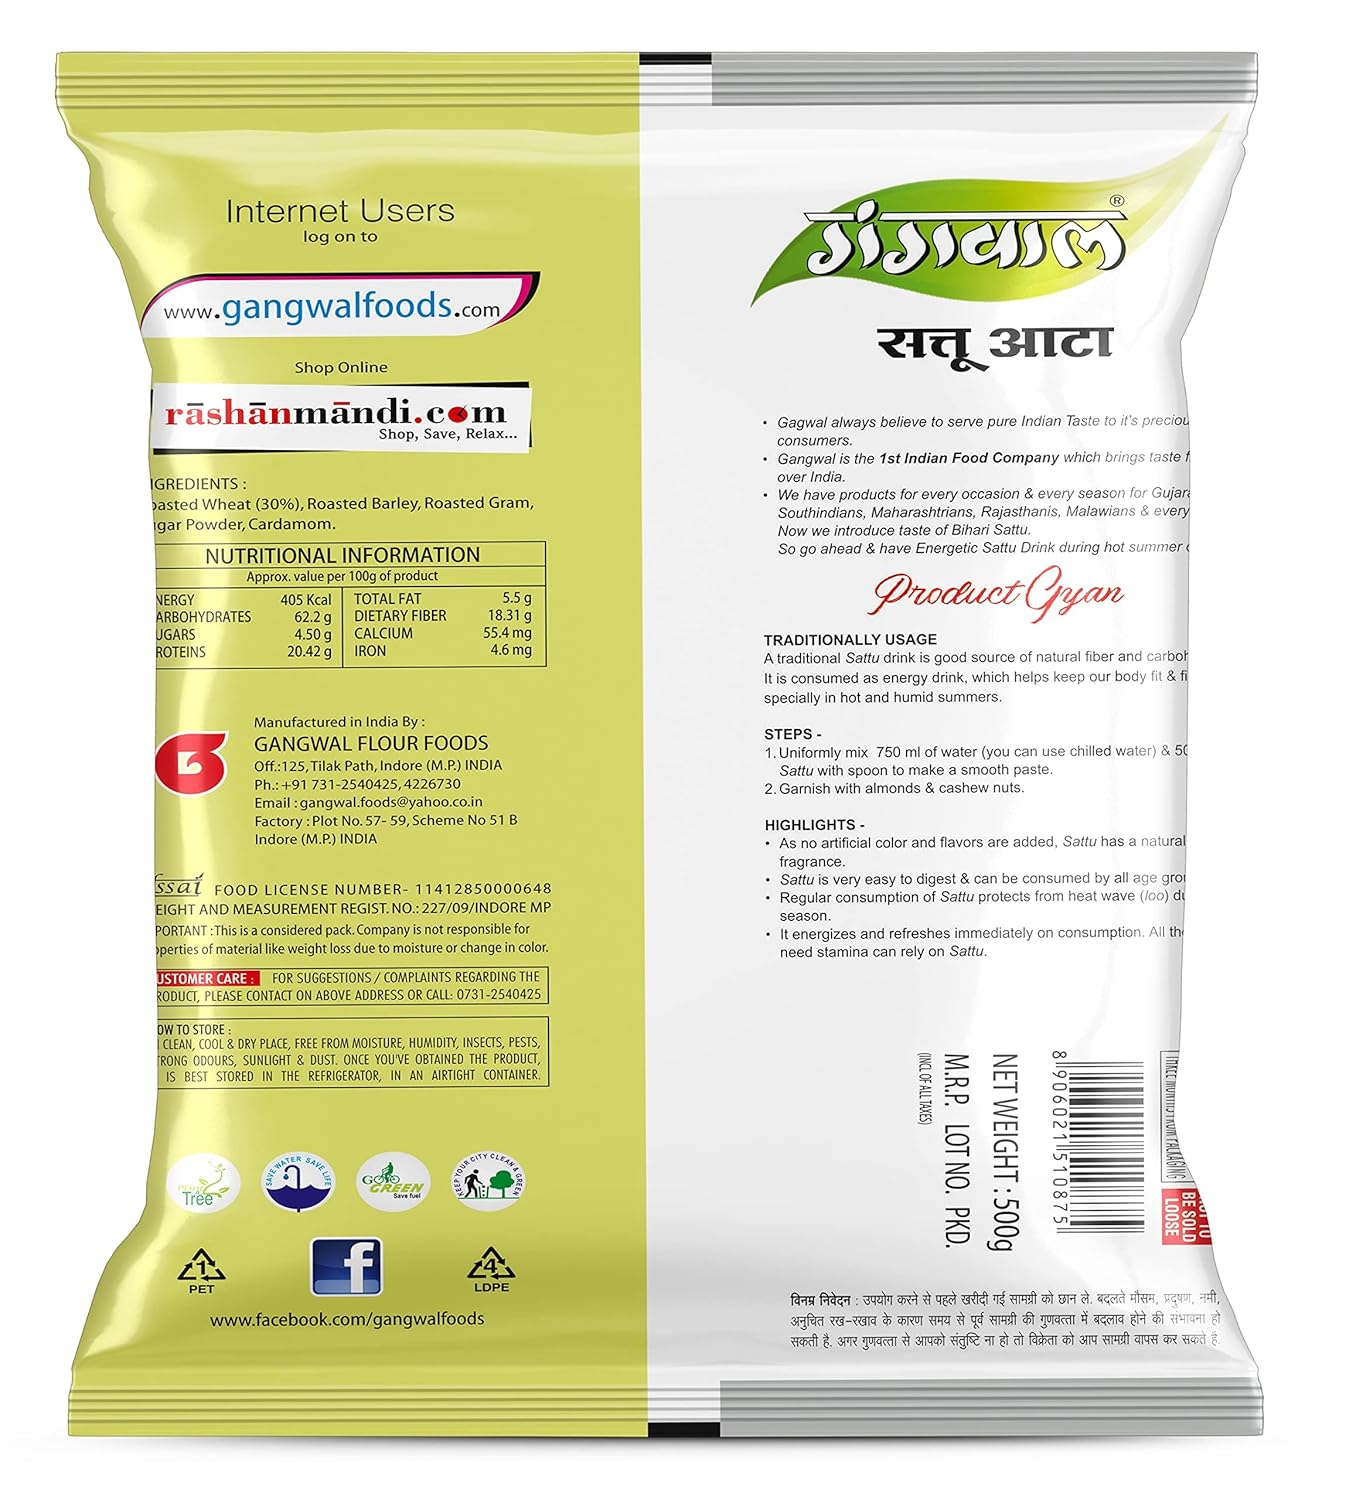 Internet Users
log on to
www.gangwalfoods.com
Shop Online
rāshānmāndi.com
Shop, Save, Relax...
NGREDIENTS :
oasted Wheat (30%), Roasted Barley, Roasted Gram,
ugar Powder, Cardamom.
NUTRITIONAL INFORMATION
Approx. value per 100g of product
NERGY 405 Kcal TOTAL FAT 5.5 g
ARBOHYDRATES 62.2 g DIETARY FIBER 18.31 g
UGARS 4.50 g CALCIUM 55.4 mg
ROTEINS 20.42 g IRON 4.6 mg
Manufactured in India By :
GANGWAL FLOUR FOODS
Off.:125, Tilak Path, Indore (M.P.) INDIA
Ph.: +91 731-2540425, 4226730
Email : gangwal.foods@yahoo.co.in
Factory : Plot No. 57- 59, Scheme No 51 B
Indore (M.P.) INDIA
fssai FOOD LICENSE NUMBER- 11412850000648
EIGHT AND MEASUREMENT REGIST. NO.: 227/09/INDORE MP
PORTANT : This is a considered pack. Company is not responsible for
perties of material like weight loss due to moisture or change in color.
USTOMER CARE : FOR SUGGESTIONS / COMPLAINTS REGARDING THE
RODUCT, PLEASE CONTACT ON ABOVE ADDRESS OR CALL: 0731-2540425
OW TO STORE :
CLEAN, COOL & DRY PLACE, FREE FROM MOISTURE, HUMIDITY, INSECTS, PESTS,
TRONG ODOURS, SUNLIGHT & DUST. ONCE YOU'VE OBTAINED THE PRODUCT,
IS BEST STORED IN THE REFRIGERATOR, IN AN AIRTIGHT CONTAINER.
Tree
SAVE WATER SAVE LIFE
GO GREEN
Save fuel
KEEP YOUR CITY CLEAN & GREEN
1
PET
f
4
LDPE
www.facebook.com/gangwalfoods
गंगवाल ®
सत्तू आटा
• Gagwal always believe to serve pure Indian Taste to it's preciou
consumers.
• Gangwal is the 1st Indian Food Company which brings taste f
over India.
• We have products for every occasion & every season for Gujara
Southindians, Maharashtrians, Rajasthanis, Malawians & every
Now we introduce taste of Bihari Sattu.
So go ahead & have Energetic Sattu Drink during hot summer
Product Gyan
TRADITIONALLY USAGE
A traditional Sattu drink is good source of natural fiber and carboh
It is consumed as energy drink, which helps keep our body fit & fi
specially in hot and humid summers.
STEPS -
1. Uniformly mix 750 ml of water (you can use chilled water) & 50
Sattu with spoon to make a smooth paste.
2. Garnish with almonds & cashew nuts.
HIGHLIGHTS -
• As no artificial color and flavors are added, Sattu has a natural
fragrance.
• Sattu is very easy to digest & can be consumed by all age gro
• Regular consumption of Sattu protects from heat wave (loo) du
season.
• It energizes and refreshes immediately on consumption. All th
need stamina can rely on Sattu.
THREE MONTHS FROM PACKAGING
BE SOLD
LOOSE
8 906021 510875
NET WEIGHT : 500g
M.R.P. LOT NO. PKD.
(INCL OF ALL TAXES)
विनम्र निवेदन : उपयोग करने से पहले खरीदी गई सामग्री को छान ले. बदलते मौसम, प्रदुषण, नमी,
अनुचित रख-रखाव के कारण समय से पूर्व सामग्री की गुणवत्ता में बदलाव होने की संभावना हो
सकती है. अगर गुणवत्ता से आपको संतुष्टि ना हो तो विक्रेता को आप सामग्री वापस कर सकते है.